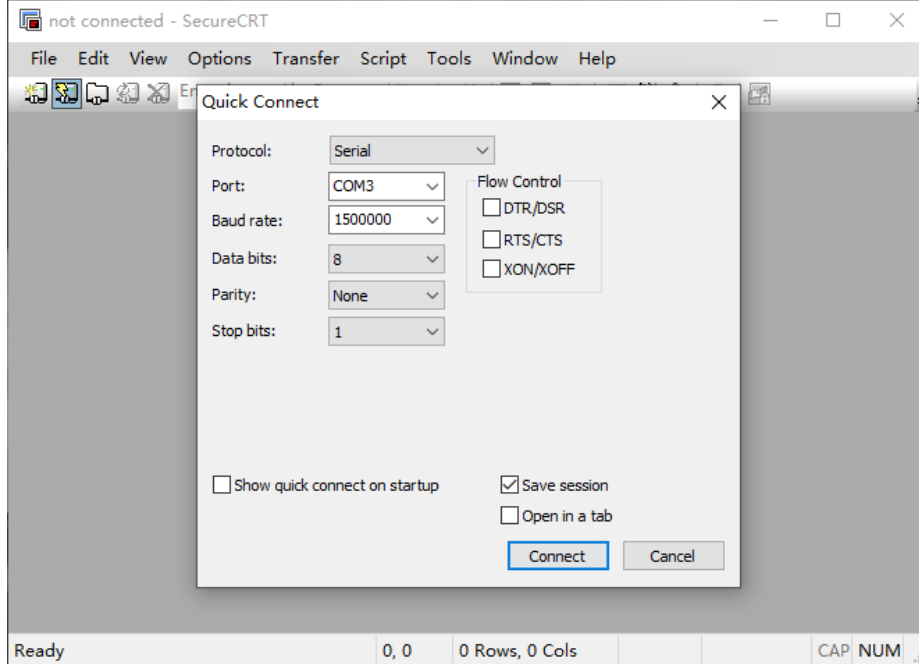 not connected - SecureCRT
File Edit View Options Transfer Script Tools Window Help
Quick Connect
Protocol: Serial
Port: COM3
Flow Control
DTR/DSR
Baud rate: 1500000
RTS/CTS
Data bits: 8
XON/XOFF
Parity: None
Stop bits: 1
Show quick connect on startup
Save session
Open in a tab
Connect Cancel
Ready 0, 0 0 Rows, 0 Cols CAP NUM